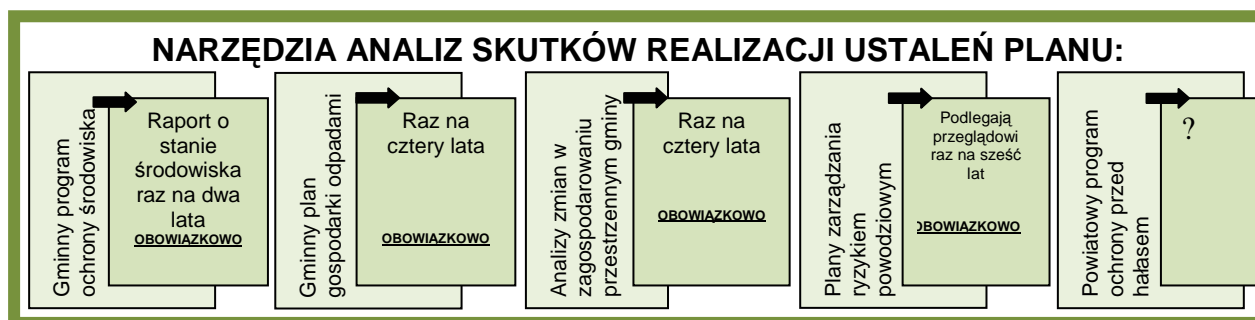 NARZĘDZIA ANALIZ SKUTKÓW REALIZACJI USTALEŃ PLANU:
Gminny program
ochrony środowiska
Raport o
stanie
środowiska
raz na dwa
lata
OBOWIĄZKOWO
Gminny plan
gospodarki odpadami
Raz na
cztery lata
OBOWIĄZKOWO
Analizy zmian w
zagospodarowaniu
przestrzennym gminy
Raz na
cztery lata
OBOWIĄZKOWO
Plany zarządzania
ryzykiem
powodziowym
Podlegają
przeglądowi
raz na sześć
lat
OBOWIĄZKOWO
Powiatowy program
ochrony przed
hałasem
?